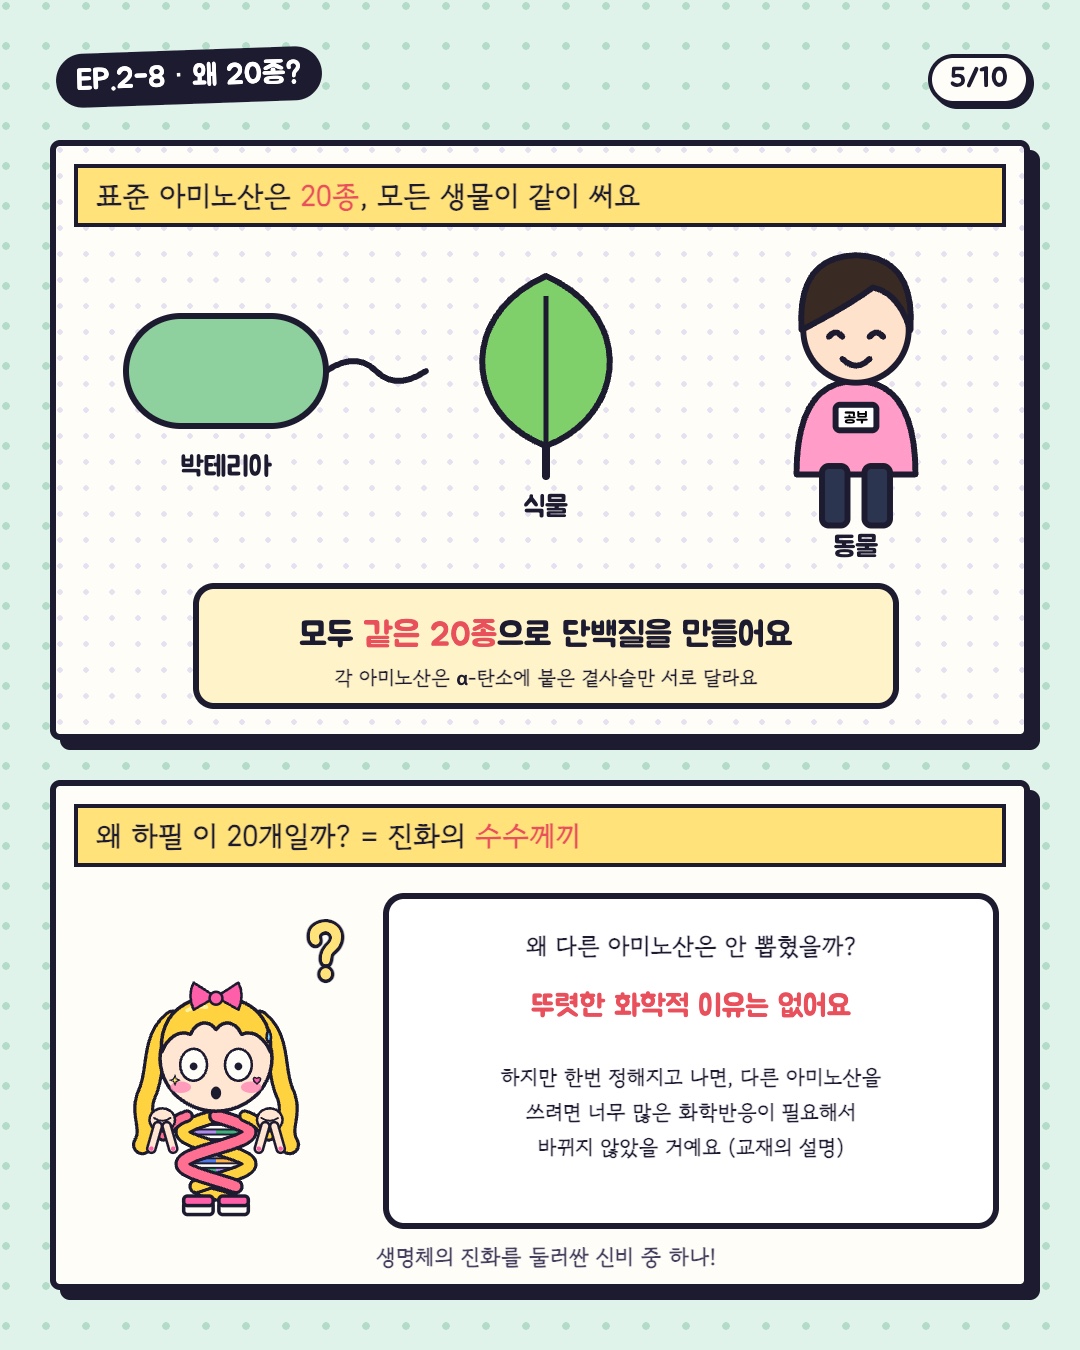 EP.2-8 · 왜 20종?
5/10
표준 아미노산은 20종, 모든 생물이 같이 써요
공부
박테리아
식물
동물
모두 같은 20종으로 단백질을 만들어요
각 아미노산은 α-탄소에 붙은 곁사슬만 서로 달라요
왜 하필 이 20개일까? = 진화의 수수께끼
?
왜 다른 아미노산은 안 뽑혔을까?
뚜렷한 화학적 이유는 없어요
하지만 한번 정해지고 나면, 다른 아미노산을
쓰려면 너무 많은 화학반응이 필요해서
바뀌지 않았을 거예요 (교재의 설명)
생명체의 진화를 둘러싼 신비 중 하나!